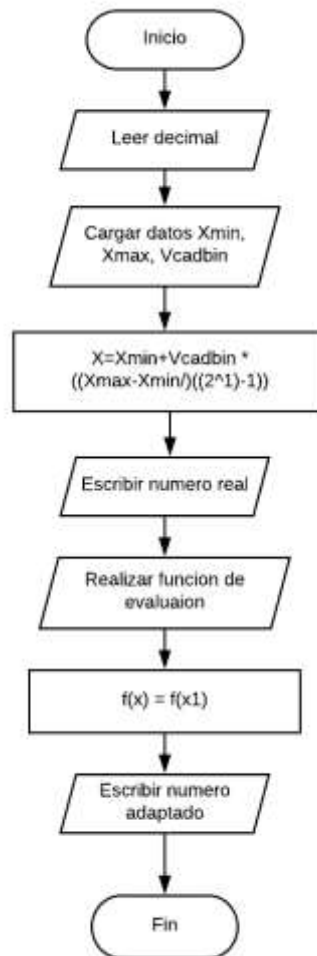 Inicio
Leer decimal
Cargar datos Xmin,
Xmax, Vcadbin
X=Xmin+Vcadbin *
((Xmax-Xmin/)((2^1)-1))
Escribir numero real
Realizar funcion de
evaluaion
f(x) = f(x1)
Escribir numero
adaptado
Fin